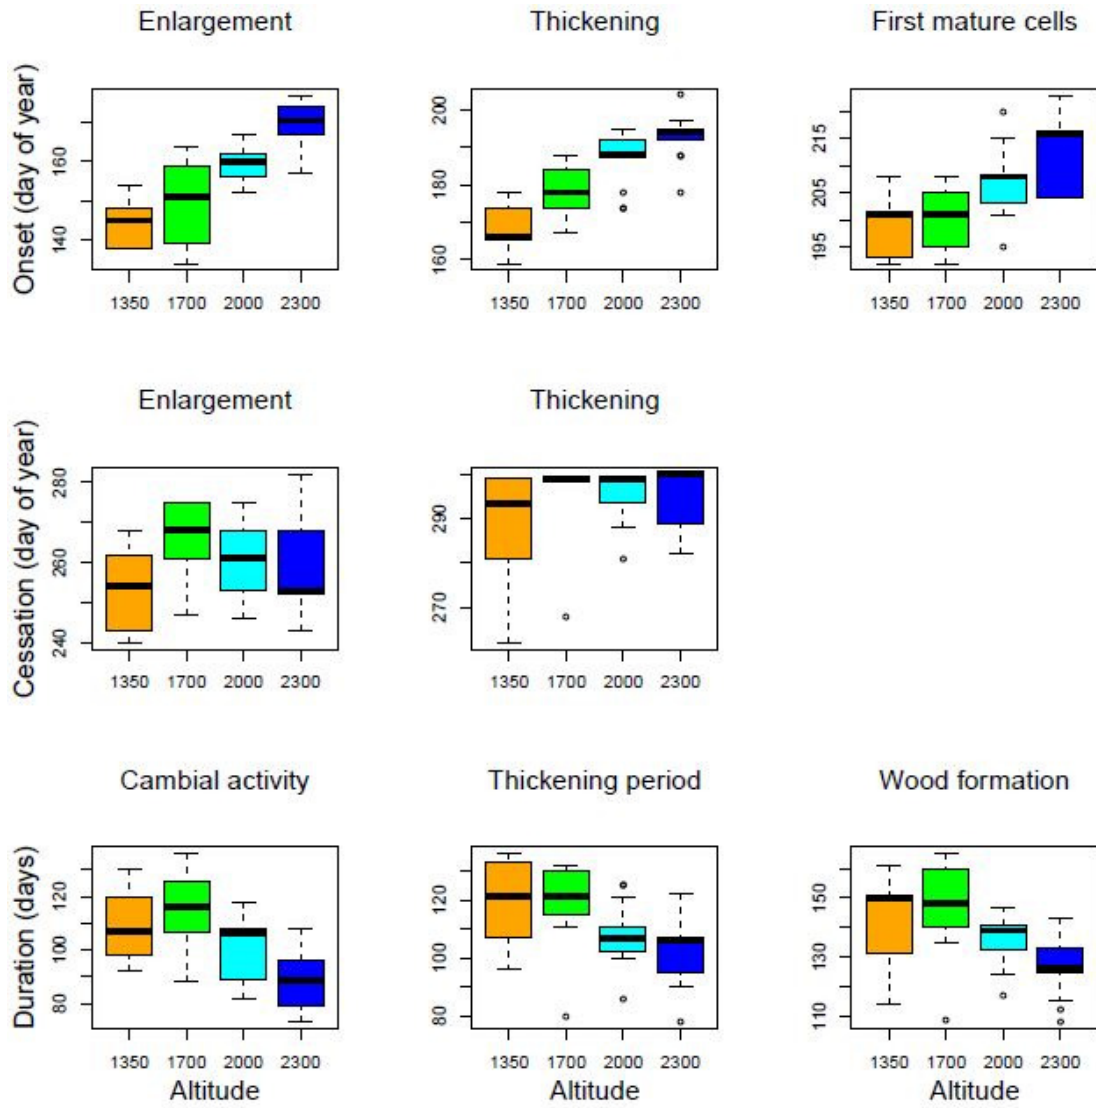 Enlargement Thickening First mature cells
Onset (day of year)
140 160
160 180 200
195 205 215
1350 1700 2000 2300 1350 1700 2000 2300 1350 1700 2000 2300
Enlargement Thickening
Cessation (day of year)
240 260 280
270 290
1350 1700 2000 2300 1350 1700 2000 2300
Cambial activity Thickening period Wood formation
Duration (days)
80 100 120
80 100 120
110 130 150
1350 1700 2000 2300 1350 1700 2000 2300 1350 1700 2000 2300
Altitude Altitude Altitude